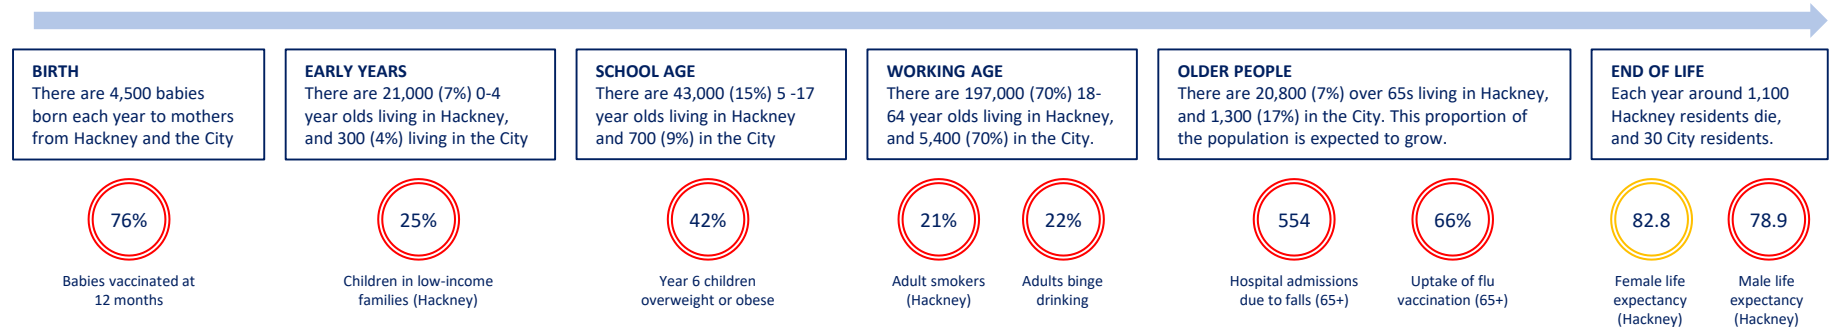 BIRTH
There are 4,500 babies
born each year to mothers
from Hackney and the City
EARLY YEARS
There are 21,000 (7%) 0-4
year olds living in Hackney,
and 300 (4%) living in the City
SCHOOL AGE
There are 43,000 (15%) 5 -17
year olds living in Hackney
and 700 (9%) in the City
WORKING AGE
There are 197,000 (70%) 18-
64 year olds living in Hackney,
and 5,400 (70%) in the City.
OLDER PEOPLE
There are 20,800 (7%) over 65s living in Hackney,
and 1,300 (17%) in the City. This proportion of
the population is expected to grow.
END OF LIFE
Each year around 1,100
Hackney residents die,
and 30 City residents.
76%
Babies vaccinated at
12 months
25%
Children in low-income
families (Hackney)
42%
Year 6 children
overweight or obese
21%
Adult smokers
(Hackney)
22%
Adults binge
drinking
554
Hospital admissions
due to falls (65+)
66%
Uptake of flu
vaccination (65+)
82.8
Female life
expectancy
(Hackney)
78.9
Male life
expectancy
(Hackney)